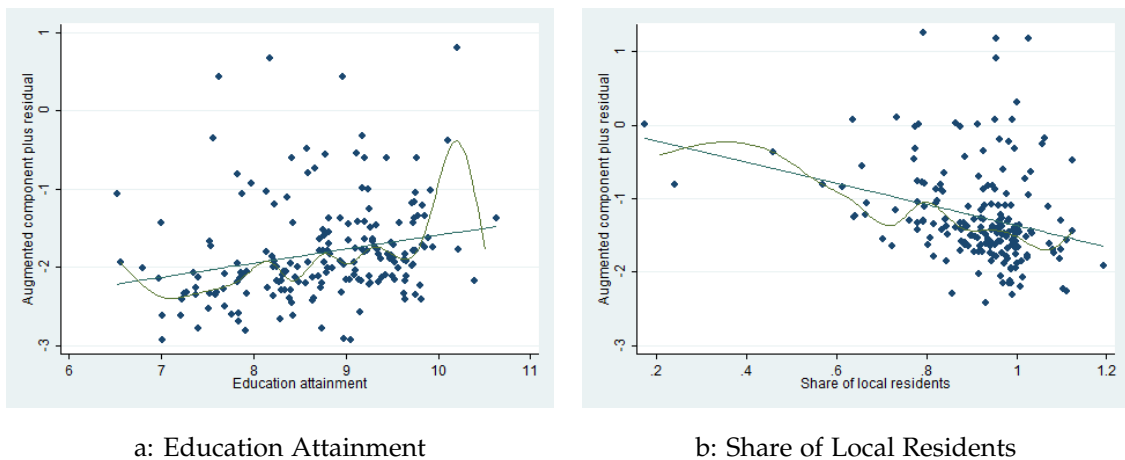 Augmented component plus residual
1
0
-1
-2
-3
6 7 8 9 10 11
Education attainment
Augmented component plus residual
1
0
-1
-2
-3
.2 .4 .6 .8 1 1.2
Share of local residents
a: Education Attainment
b: Share of Local Residents